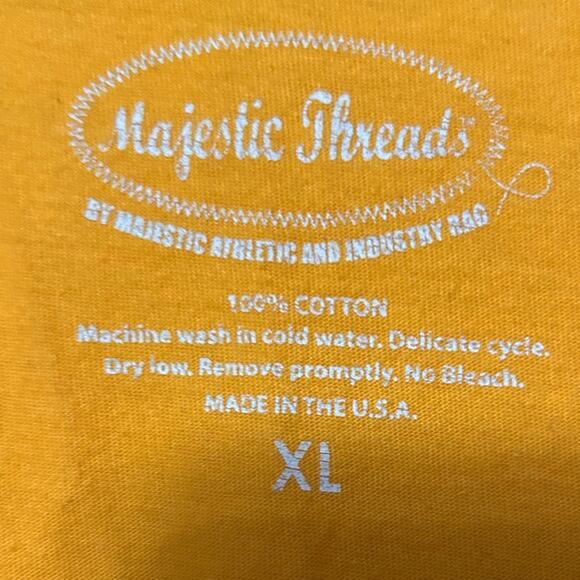 Majestic Threads™
BY MAJESTIC ATHLETIC AND INDUSTRY RAG
100% COTTON
Machine wash in cold water. Delicate cycle.
Dry low. Remove promptly. No Bleach.
MADE IN THE U.S.A.
XL